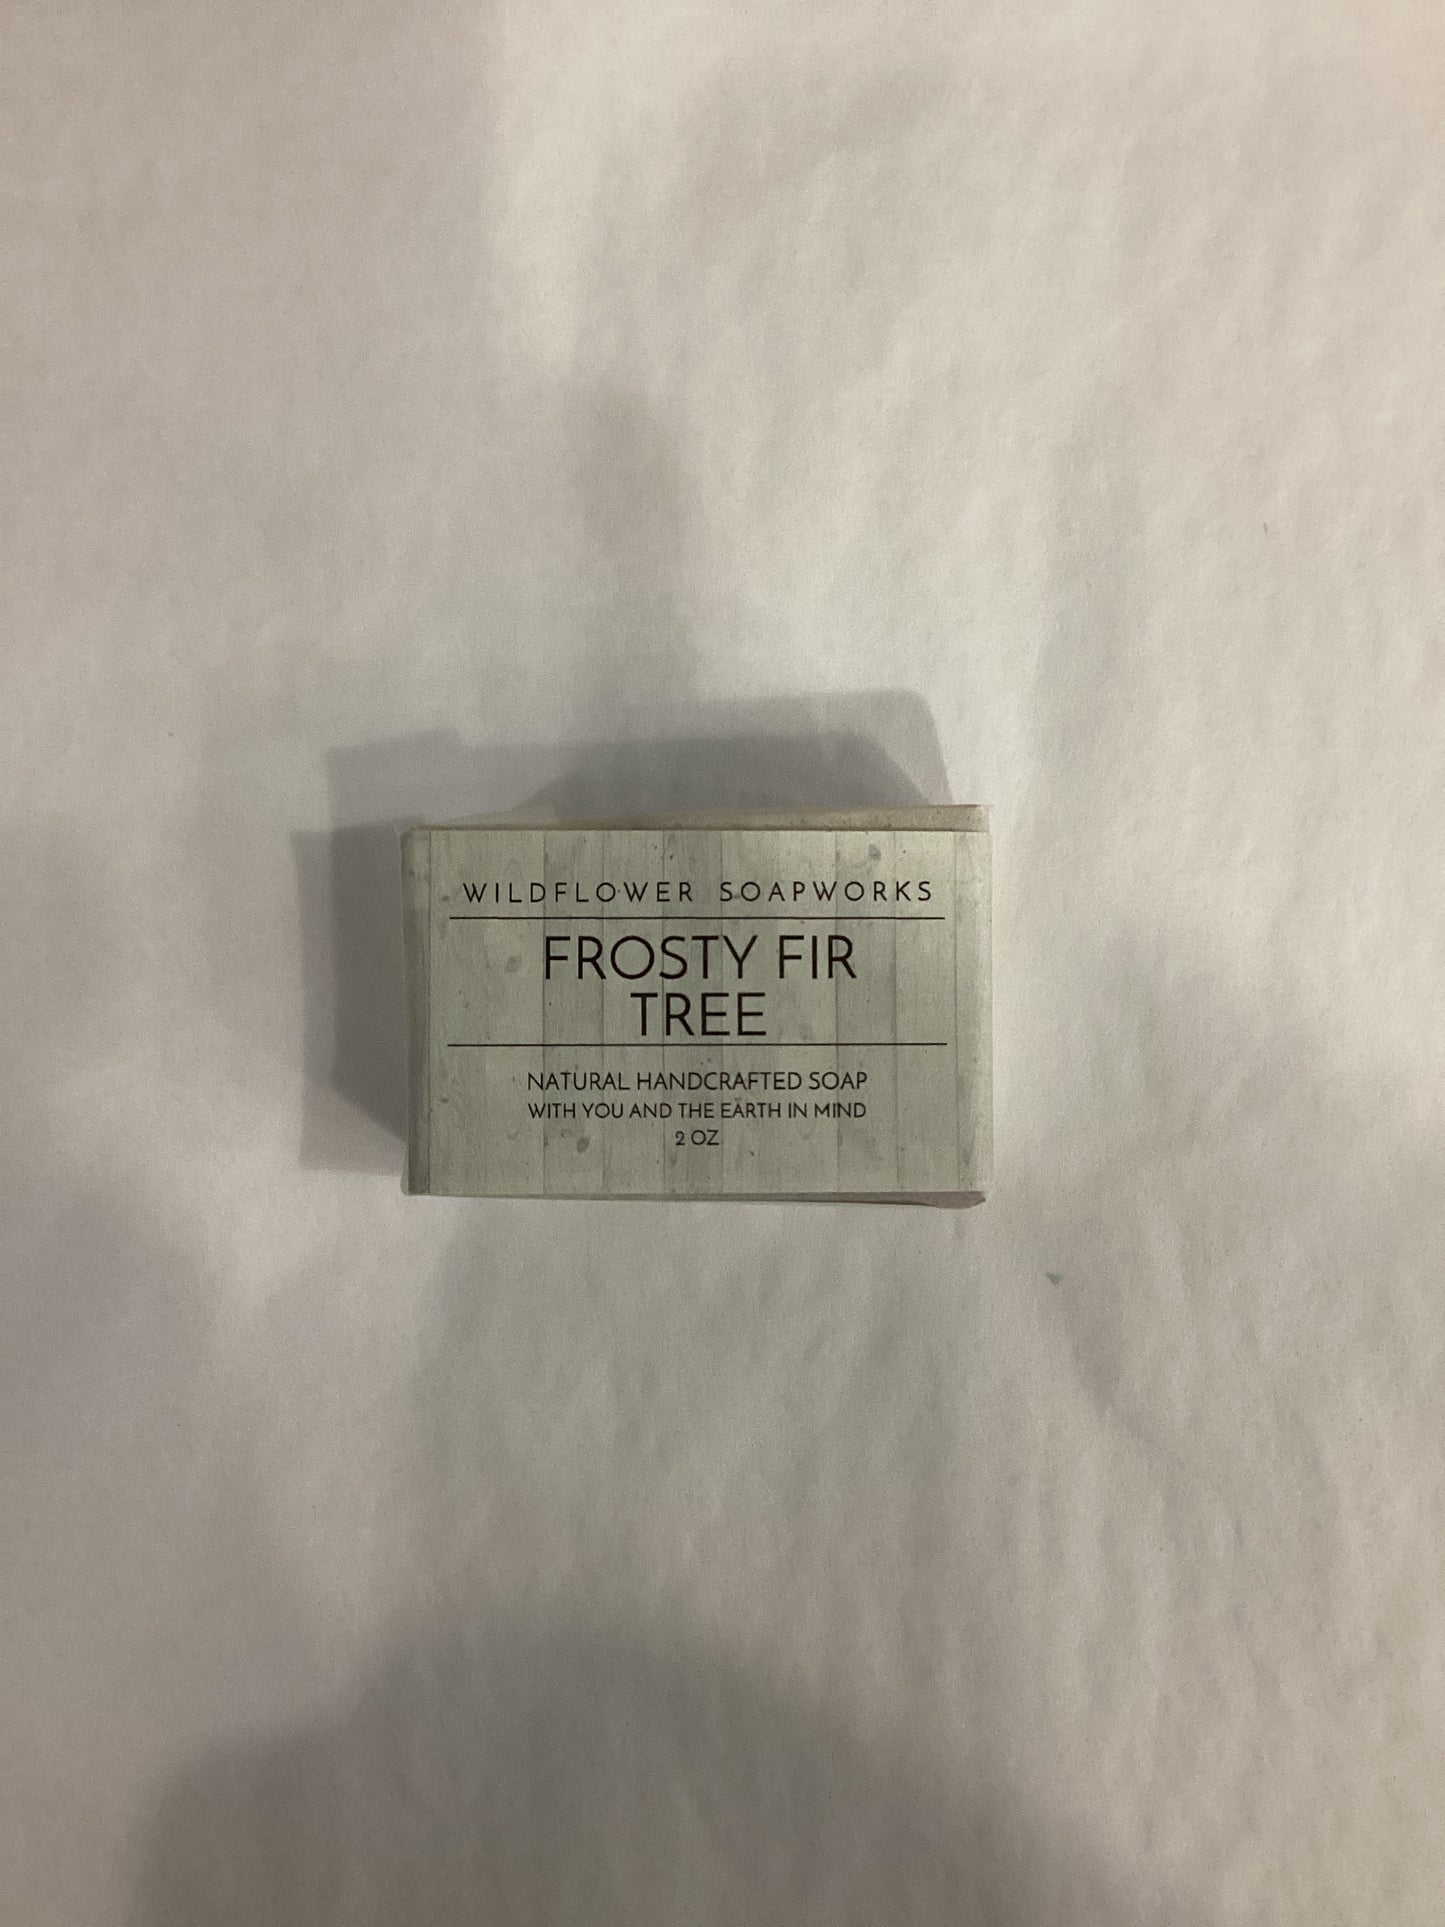 WILDFLOWER SOAPWORKS
FROSTY FIR
TREE
NATURAL HANDCRAFTED SOAP
WITH YOU AND THE EARTH IN MIND
2 OZ